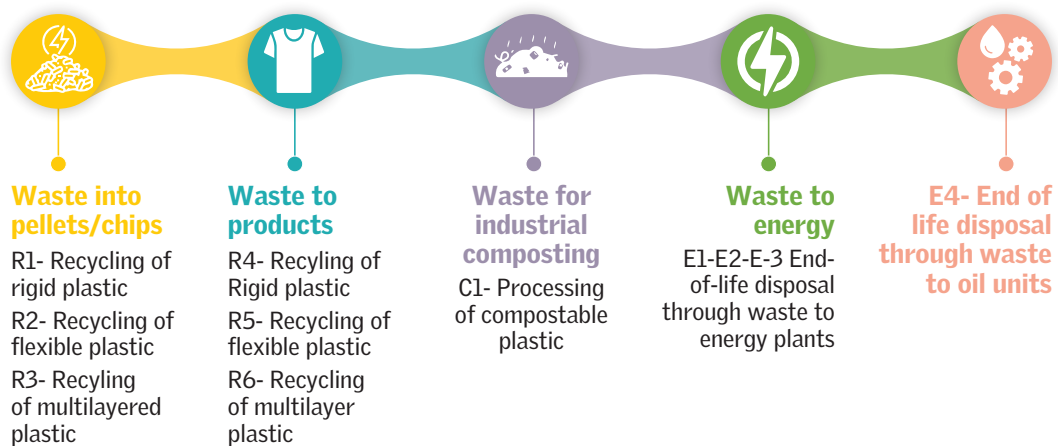 Waste into
pellets/chips
R1- Recycling of
rigid plastic
R2- Recycling of
flexible plastic
R3- Recyling
of multilayered
plastic
Waste to
products
R4- Recyling of
Rigid plastic
R5- Recycling of
flexible plastic
R6- Recycling
of multilayer
plastic
Waste for
industrial
composting
C1- Processing
of compostable
plastic
Waste to
energy
E1-E2-E-3 End-
of-life disposal
through waste to
energy plants
E4- End of
life disposal
through waste
to oil units